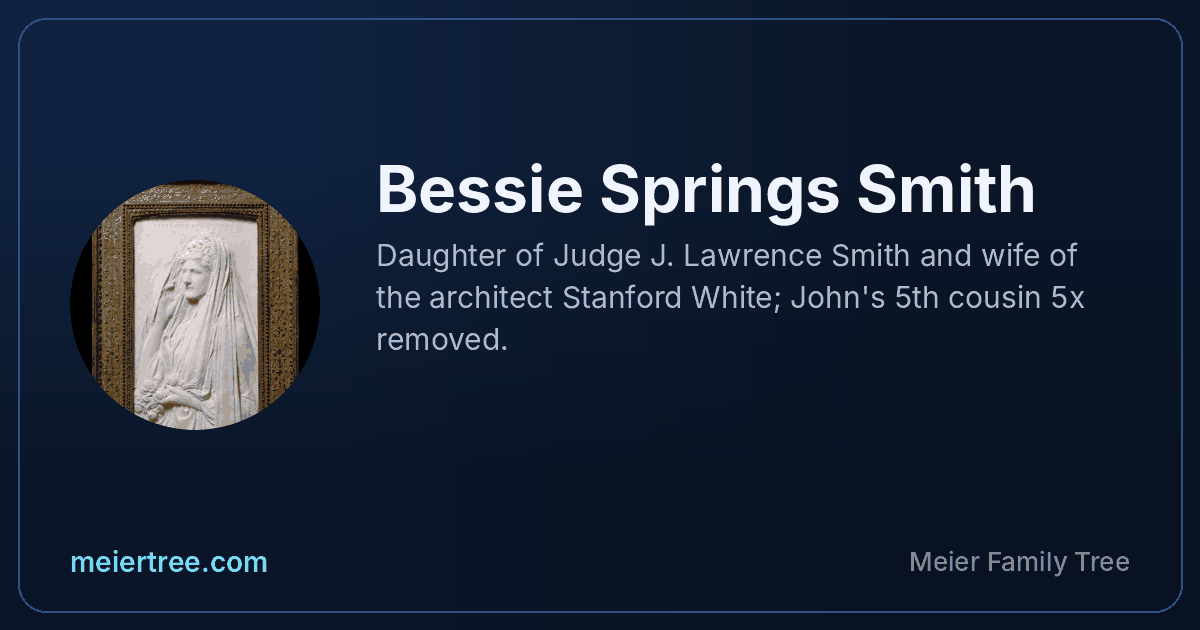 Bessie Springs Smith
Daughter of Judge J. Lawrence Smith and wife of
the architect Stanford White; John's 5th cousin 5x
removed.
meiertree.com
Meier Family Tree